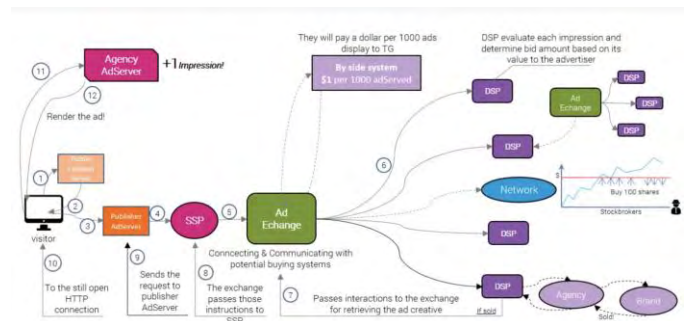 They will pay a dollar per 1000 ads
display to TG
By side system
$1 per 1000 adServed
DSP evaluate each impression and
determine bid amount based on its
value to the advertiser
Agency
AdServer
+1 Impression!
11
12
Render the ad!
DSP
Ad
Echange
DSP
DSP
DSP
DSP
6
1
2
visitor
3
Publisher
AdServer
4
SSP
5
Ad
Echange
Network
$
Buy 100 shares
Stockbrokers
DSP
Conncecting & Communicating with
potential buying systems
10
To the still open
HTTP
connection
9
Sends the
request to
publisher
AdServer
8
The exchange
passes those
instructions to
SSP
7
Passes interactions to the exchange
for retrieving the ad creative
DSP
If sold
Agency
Brand
Sold!